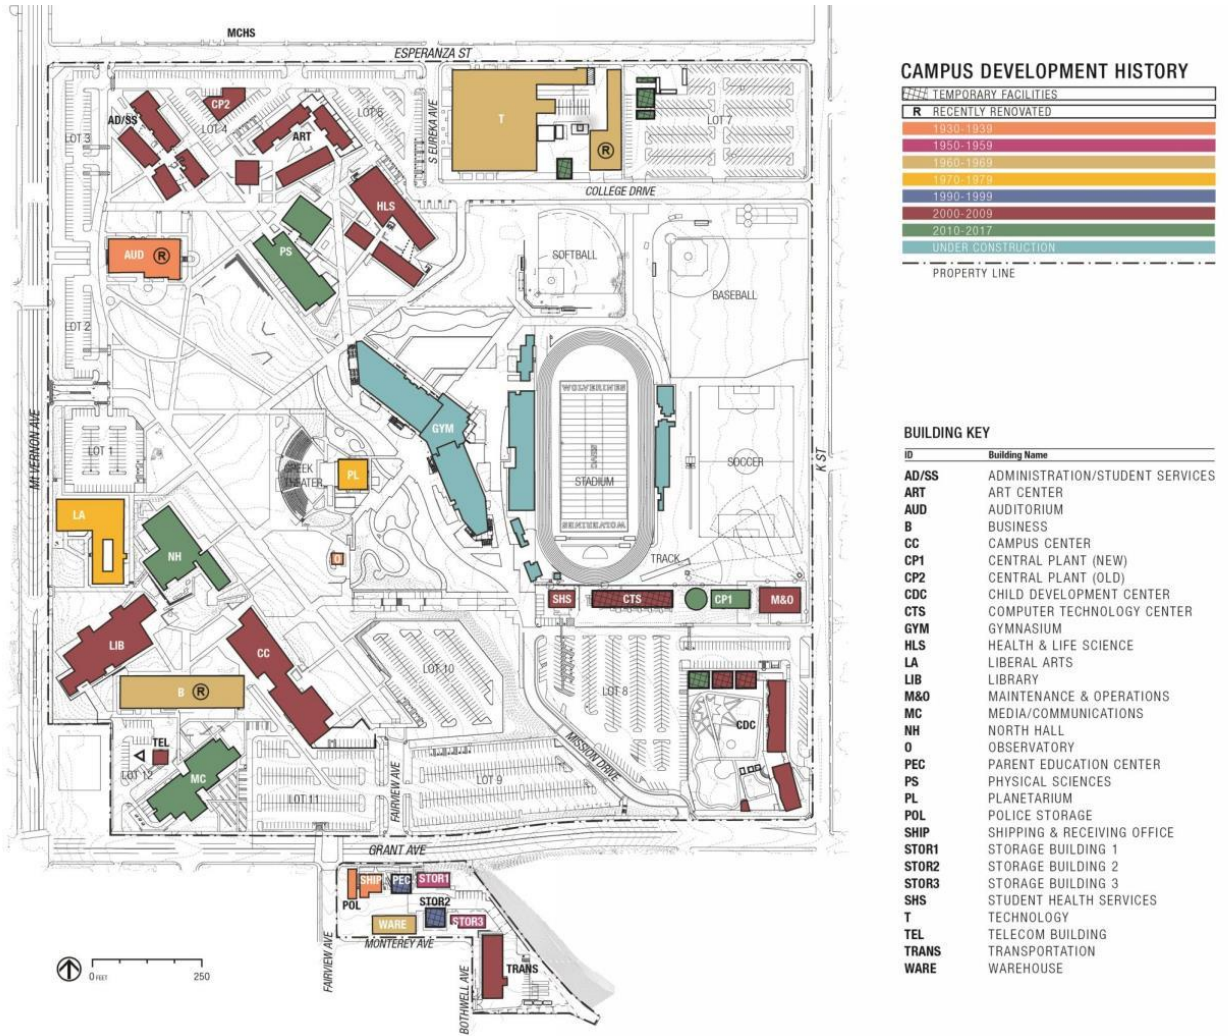 MCHS
ESPERANZA ST
CAMPUS DEVELOPMENT HISTORY
TEMPORARY FACILITIES
R RECENTLY RENOVATED
1930-1939
1950-1959
1960-1969
1970-1979
1990-1999
2000-2009
2010-2017
UNDER CONSTRUCTION
PROPERTY LINE
CP2
AD/SS
LOT 4
LOT 5
ART
LOT 3
S EUREKA AVE
T
R
LOT 7
COLLEGE DRIVE
HLS
PS
AUD R
SOFTBALL
BASEBALL
LOT 2
MT VERNON AVE
WOLVERINES
GYM
SBVC
STADIUM
WOLVERINES
SOCCER
K ST
LOT 1
GREEK
THEATER
PL
LA
NH
O
TRACK
SHS
CTS
CP1
M&O
LIB
CC
LOT 10
LOT 8
B R
CDC
TEL
LOT 12
MC
MISSION DRIVE
LOT 9
LOT 11
FAIRVIEW AVE
GRANT AVE
SHIP
PEC
STOR1
POL
STOR2
WARE
STOR3
MONTEREY AVE
FAIRVIEW AVE
TRANS
BOTHWELL AVE
0 FEET 250
BUILDING KEY
ID Building Name
AD/SS ADMINISTRATION/STUDENT SERVICES
ART ART CENTER
AUD AUDITORIUM
B BUSINESS
CC CAMPUS CENTER
CP1 CENTRAL PLANT (NEW)
CP2 CENTRAL PLANT (OLD)
CDC CHILD DEVELOPMENT CENTER
CTS COMPUTER TECHNOLOGY CENTER
GYM GYMNASIUM
HLS HEALTH & LIFE SCIENCE
LA LIBERAL ARTS
LIB LIBRARY
M&O MAINTENANCE & OPERATIONS
MC MEDIA/COMMUNICATIONS
NH NORTH HALL
O OBSERVATORY
PEC PARENT EDUCATION CENTER
PS PHYSICAL SCIENCES
PL PLANETARIUM
POL POLICE STORAGE
SHIP SHIPPING & RECEIVING OFFICE
STOR1 STORAGE BUILDING 1
STOR2 STORAGE BUILDING 2
STOR3 STORAGE BUILDING 3
SHS STUDENT HEALTH SERVICES
T TECHNOLOGY
TEL TELECOM BUILDING
TRANS TRANSPORTATION
WARE WAREHOUSE